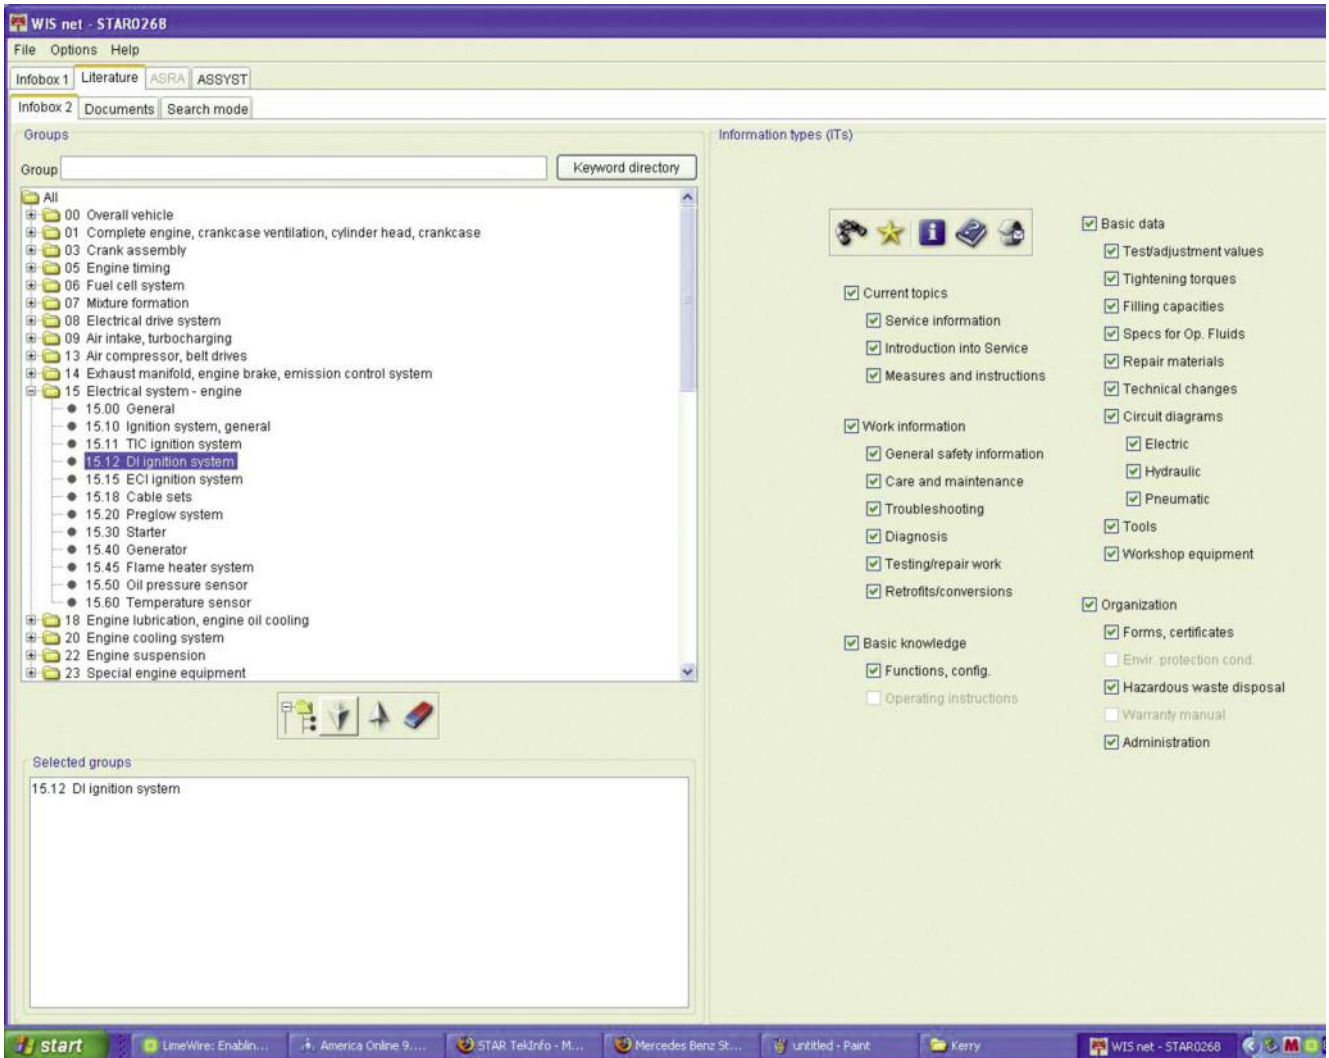 WIS net - STAR0268
File Options Help
Infobox 1 Literature ASRA ASSYST
Infobox 2 Documents Search mode
Groups
Group Keyword directory
All
00 Overall vehicle
01 Complete engine, crankcase ventilation, cylinder head, crankcase
03 Crank assembly
05 Engine timing
06 Fuel cell system
07 Mixture formation
08 Electrical drive system
09 Air intake, turbocharging
13 Air compressor, belt drives
14 Exhaust manifold, engine brake, emission control system
15 Electrical system - engine
15.00 General
15.10 Ignition system, general
15.11 TIC ignition system
15.12 DI ignition system
15.15 ECI ignition system
15.18 Cable sets
15.20 Preglow system
15.30 Starter
15.40 Generator
15.45 Flame heater system
15.50 Oil pressure sensor
15.60 Temperature sensor
18 Engine lubrication, engine oil cooling
20 Engine cooling system
22 Engine suspension
23 Special engine equipment
Selected groups
15.12 DI ignition system
Information types (ITs)
Current topics
Service information
Introduction into Service
Measures and instructions
Work information
General safety information
Care and maintenance
Troubleshooting
Diagnosis
Testing/repair work
Retrofits/conversions
Basic knowledge
Functions, config.
Operating instructions
Basic data
Test/adjustment values
Tightening torques
Filling capacities
Specs for Op. Fluids
Repair materials
Technical changes
Circuit diagrams
Electric
Hydraulic
Pneumatic
Tools
Workshop equipment
Organization
Forms, certificates
Envir. protection cond.
Hazardous waste disposal
Warranty manual
Administration
start LimeWire: Enablin... America Online 9.... STAR TekInfo - M... Mercedes Benz St... untitled - Paint Kerry WIS net - STAR0268 M